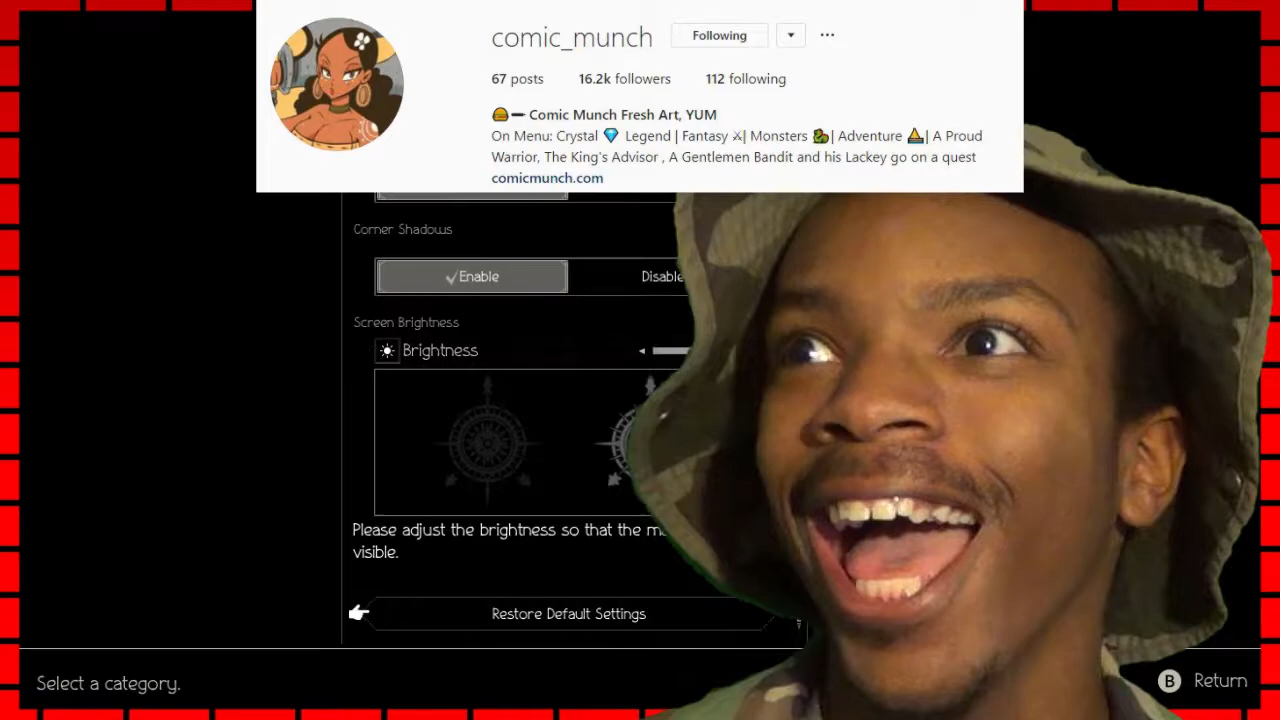 comic_munch Following
67 posts 16.2k followers 112 following
Comic Munch Fresh Art, YUM
On Menu: Crystal 💎 Legend | Fantasy ⚔| Monsters 🐲| Adventure ⛵| A Proud
Warrior, The King's Advisor , A Gentlemen Bandit and his Lackey go on a quest
comicmunch.com
Corner Shadows
✓Enable Disable
Screen Brightness
Brightness
Please adjust the brightness so that the
visible.
Restore Default Settings
Select a category.
B Return